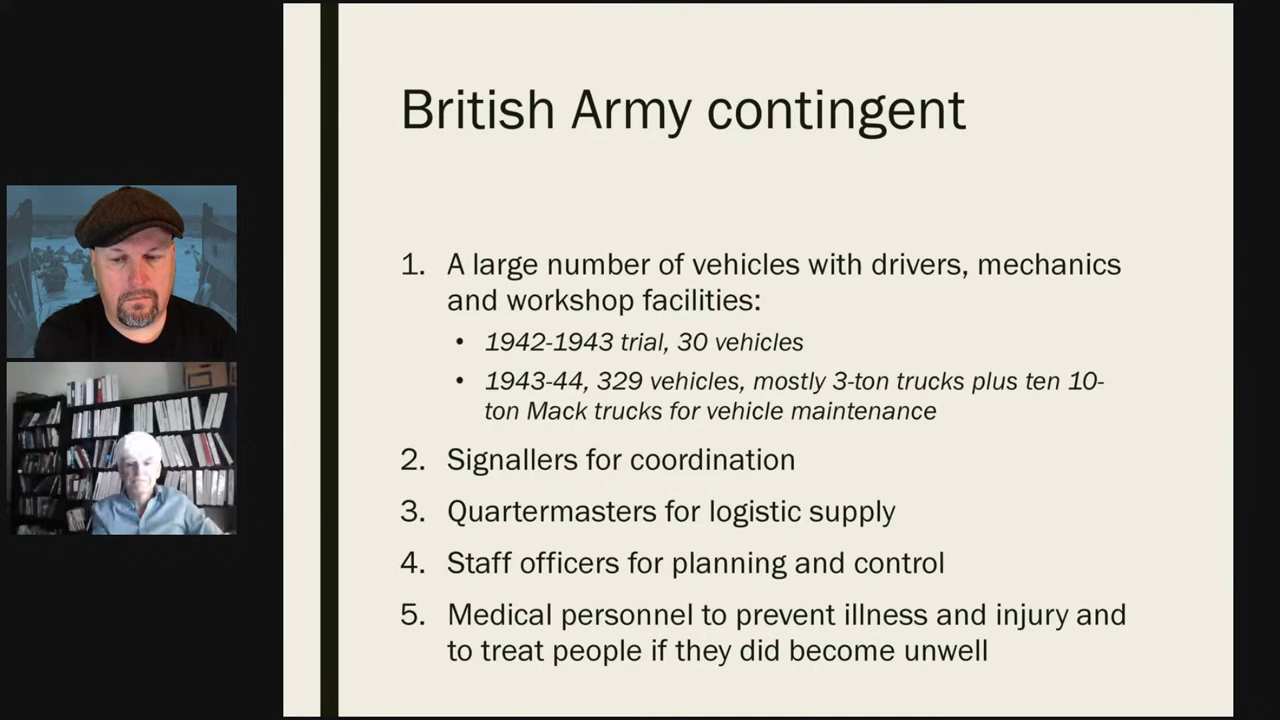 British Army contingent
1. A large number of vehicles with drivers, mechanics
and workshop facilities:
• 1942-1943 trial, 30 vehicles
• 1943-44, 329 vehicles, mostly 3-ton trucks plus ten 10-
ton Mack trucks for vehicle maintenance
2. Signallers for coordination
3. Quartermasters for logistic supply
4. Staff officers for planning and control
5. Medical personnel to prevent illness and injury and
to treat people if they did become unwell